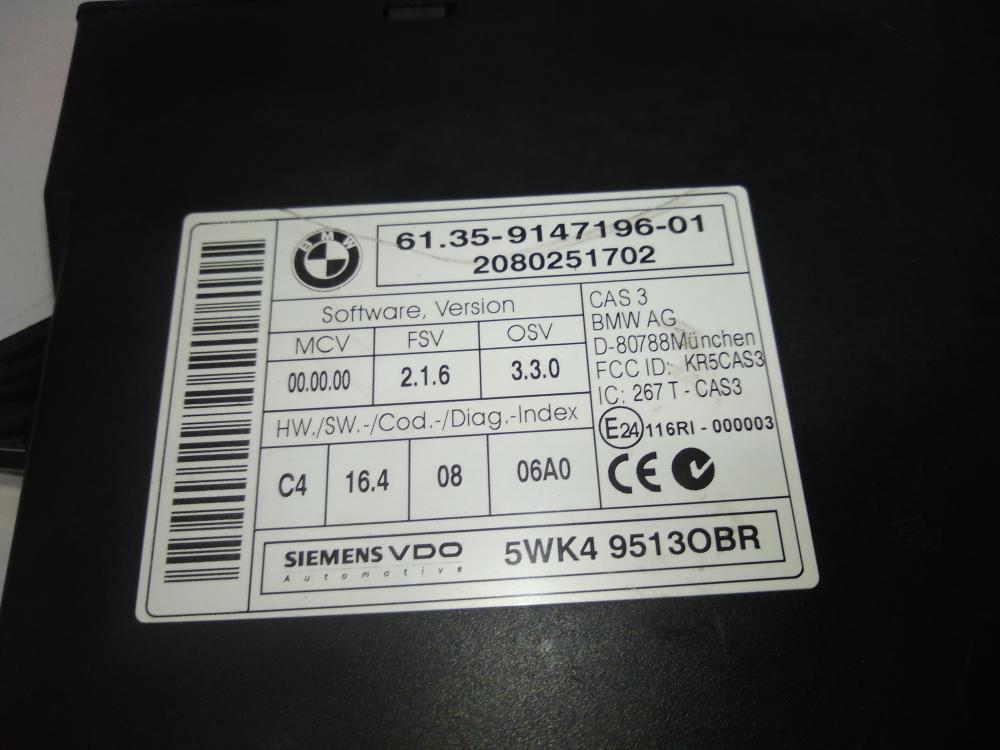 BMW
61.35-9147196-01
2080251702
Software, Version
MCV FSV OSV
00.00.00 2.1.6 3.3.0
HW./SW.-/Cod.-/Diag.-Index
C4 16.4 08 06A0
CAS 3
BMW AG
D-80788München
FCC ID: KR5CAS3
IC: 267 T - CAS3
E24 116RI - 000003
CE
SIEMENS VDO
Automotive
5WK4 9513OBR